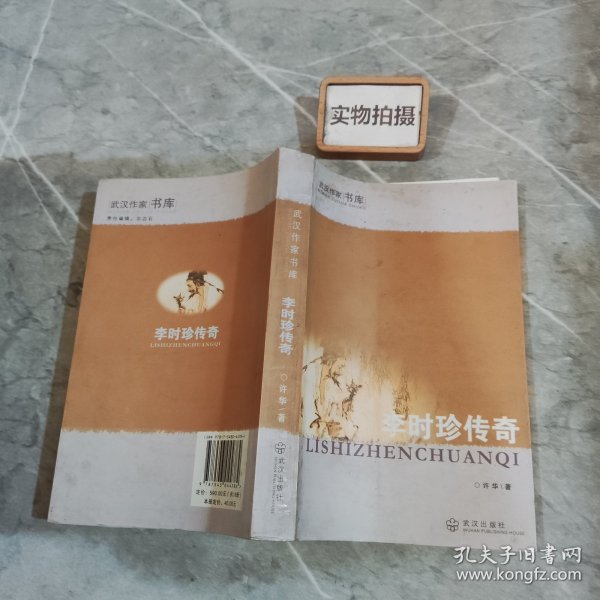 实物拍摄
武汉作家书库
李时珍传奇
LISHIZHENCHUANQI
武汉作家书库
李时珍传奇
许华 著
武汉出版社
武汉作家书库
李时珍传奇
LISHIZHENCHUANQI
许华 著
武汉出版社
WUHAN PUBLISHING HOUSE
孔夫子旧书网
www.kongfz.com